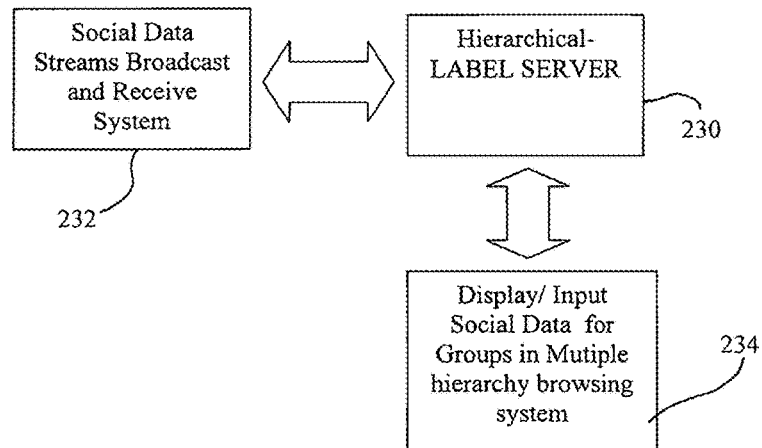 Social Data
Streams Broadcast
and Receive
System
232
Hierarchical-
LABEL SERVER
230
Display/ Input
Social Data for
Groups in Mutiple
hierarchy browsing
system
234